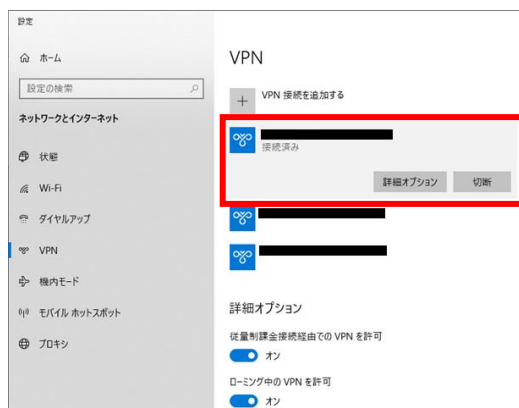 設定
ホーム
設定の検索
ネットワークとインターネット
状態
Wi-Fi
ダイヤルアップ
VPN
機内モード
モバイル ホットスポット
プロキシ
VPN
VPN 接続を追加する
接続済み
詳細オプション
切断
詳細オプション
従量制課金接続経由での VPN を許可
オン
ローミング中の VPN を許可
オン